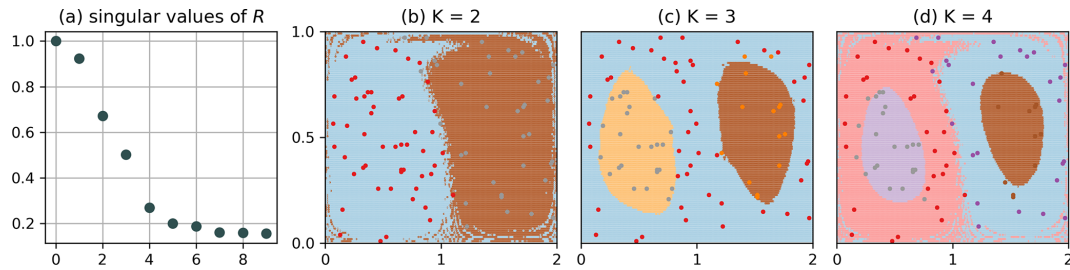 (a) singular values of R
(b) K = 2
(c) K = 3
(d) K = 4
1.0
0.8
0.6
0.4
0.2
0 2 4 6 8
1.0
0.5
0.0
0 1 2
0 1 2
0 1 2